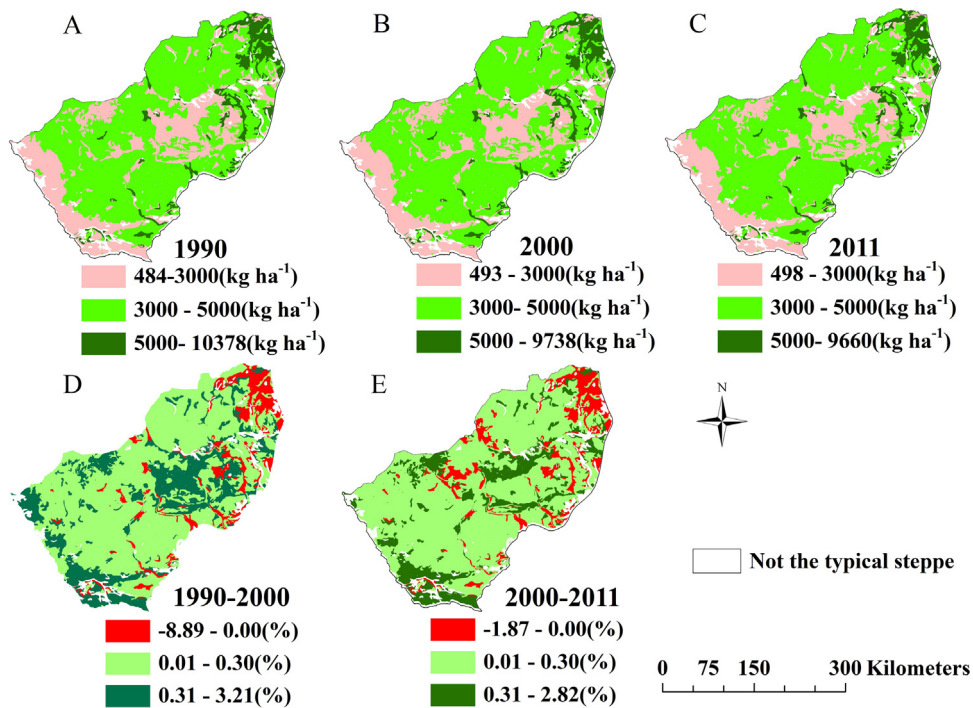 A
B
C
1990
484-3000(kg ha⁻¹)
3000 - 5000(kg ha⁻¹)
5000- 10378(kg ha⁻¹)
2000
493 - 3000(kg ha⁻¹)
3000- 5000(kg ha⁻¹)
5000 - 9738(kg ha⁻¹)
2011
498 - 3000(kg ha⁻¹)
3000 - 5000(kg ha⁻¹)
5000- 9660(kg ha⁻¹)
D
E
N
Not the typical steppe
1990-2000
-8.89 - 0.00(%)
0.01 - 0.30(%)
0.31 - 3.21(%)
2000-2011
-1.87 - 0.00(%)
0.01 - 0.30(%)
0.31 - 2.82(%)
0 75 150 300 Kilometers